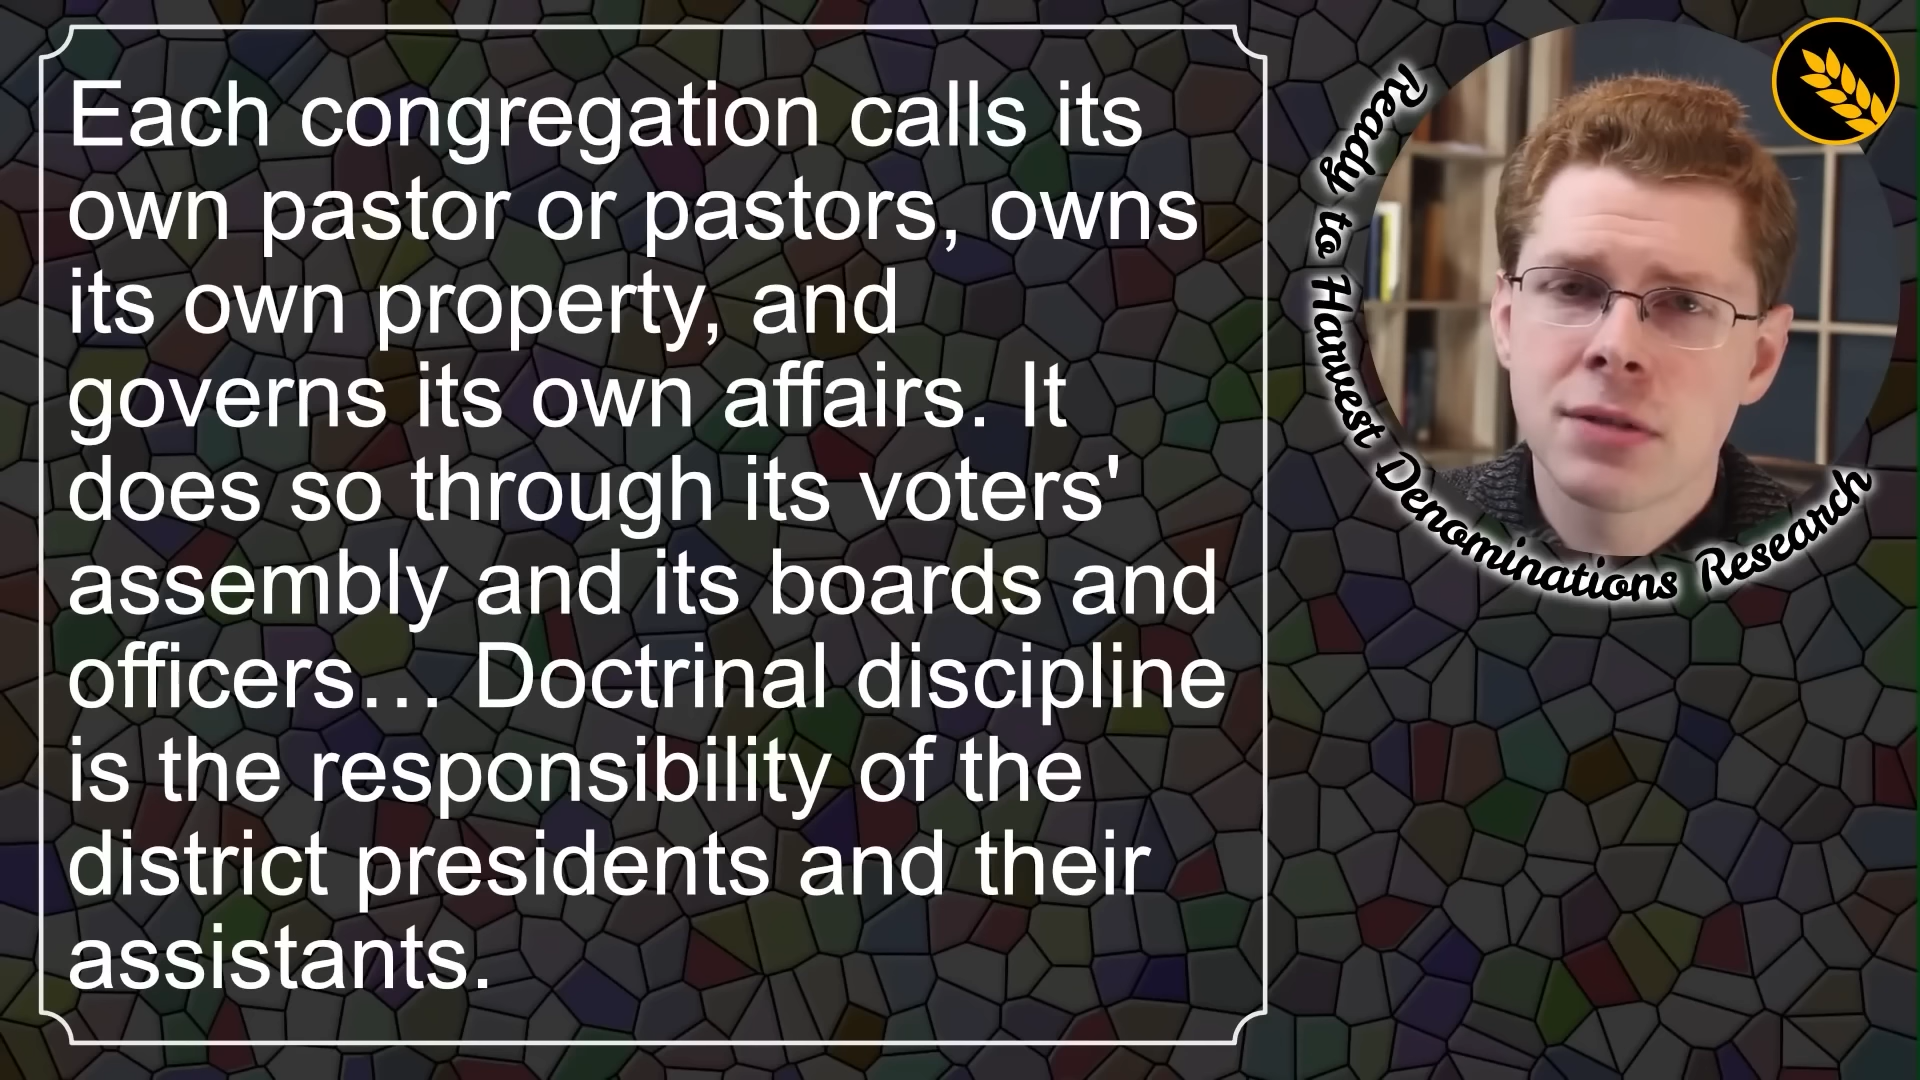 Each congregation calls its
own pastor or pastors, owns
its own property, and
governs its own affairs. It
does so through its voters'
assembly and its boards and
officers… Doctrinal discipline
is the responsibility of the
district presidents and their
assistants.
Ready to Harvest Denominations Research